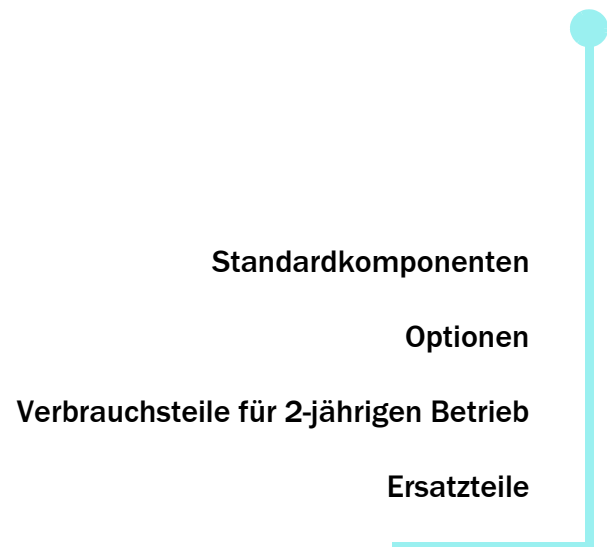 Standardkomponenten
Optionen
Verbrauchsteile für 2-jährigen Betrieb
Ersatzteile